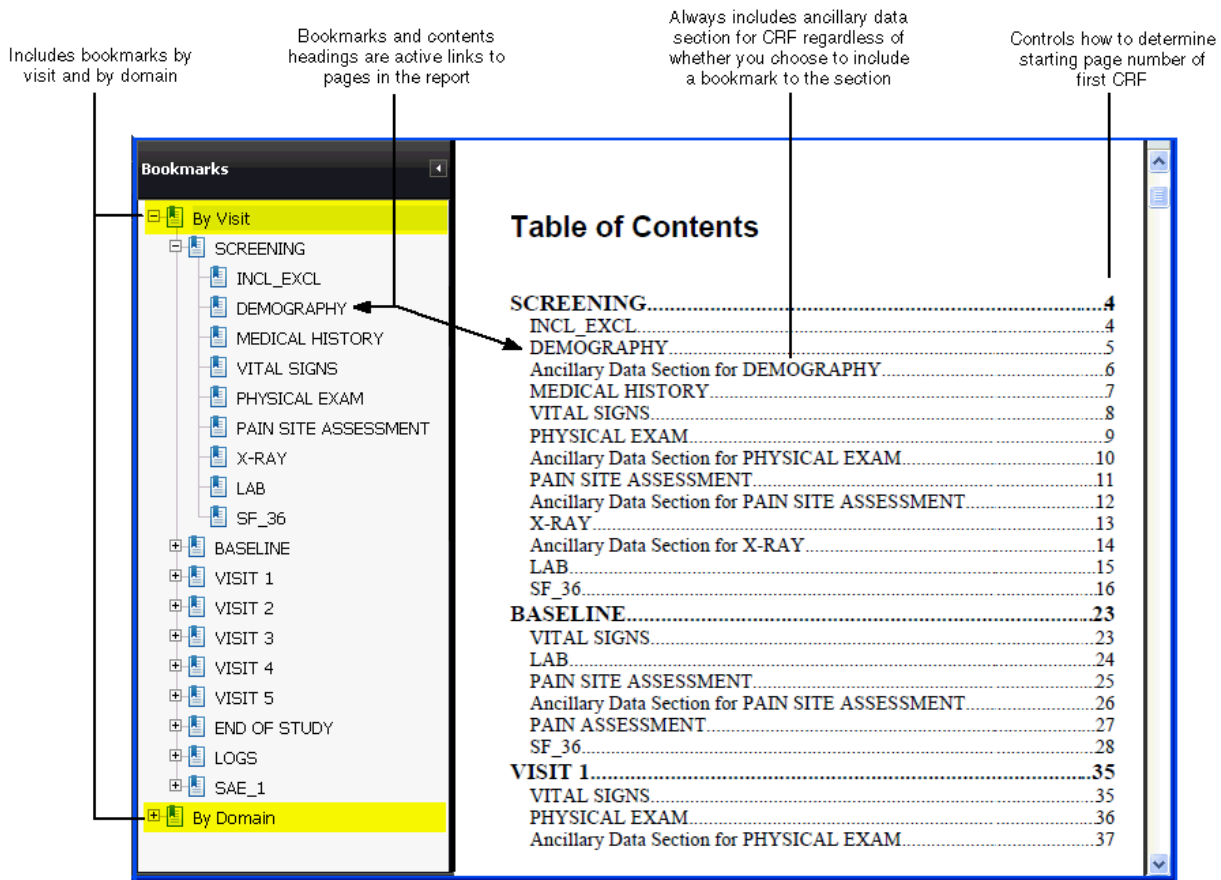 Includes bookmarks by
visit and by domain
Bookmarks and contents
headings are active links to
pages in the report
Always includes ancillary data
section for CRF regardless of
whether you choose to include
a bookmark to the section
Controls how to determine
starting page number of
first CRF
Bookmarks
By Visit
SCREENING
INCL_EXCL
DEMOGRAPHY
MEDICAL HISTORY
VITAL SIGNS
PHYSICAL EXAM
PAIN SITE ASSESSMENT
X-RAY
LAB
SF_36
BASELINE
VISIT 1
VISIT 2
VISIT 3
VISIT 4
VISIT 5
END OF STUDY
LOGS
SAE_1
By Domain
Table of Contents
SCREENING....4
INCL_EXCL....4
DEMOGRAPHY....5
Ancillary Data Section for DEMOGRAPHY....6
MEDICAL HISTORY....7
VITAL SIGNS....8
PHYSICAL EXAM....9
Ancillary Data Section for PHYSICAL EXAM....10
PAIN SITE ASSESSMENT....11
Ancillary Data Section for PAIN SITE ASSESSMENT....12
X-RAY....13
Ancillary Data Section for X-RAY....14
LAB....15
SF_36....16
BASELINE....23
VITAL SIGNS....23
LAB....24
PAIN SITE ASSESSMENT....25
Ancillary Data Section for PAIN SITE ASSESSMENT....26
PAIN ASSESSMENT....27
SF_36....28
VISIT 1....35
VITAL SIGNS....35
PHYSICAL EXAM....36
Ancillary Data Section for PHYSICAL EXAM....37